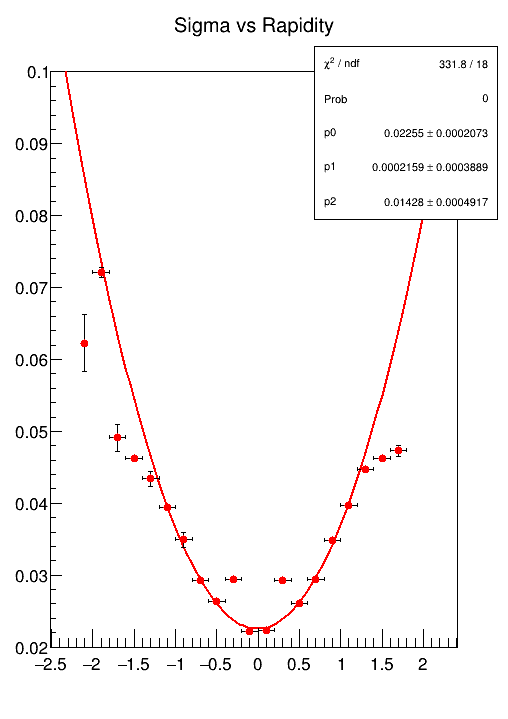 Sigma vs Rapidity
χ² / ndf 331.8 / 18
Prob 0
p0 0.02255 ± 0.0002073
p1 0.0002159 ± 0.0003889
p2 0.01428 ± 0.0004917
0.1
0.09
0.08
0.07
0.06
0.05
0.04
0.03
0.02
−2.5 −2 −1.5 −1 −0.5 0 0.5 1 1.5 2